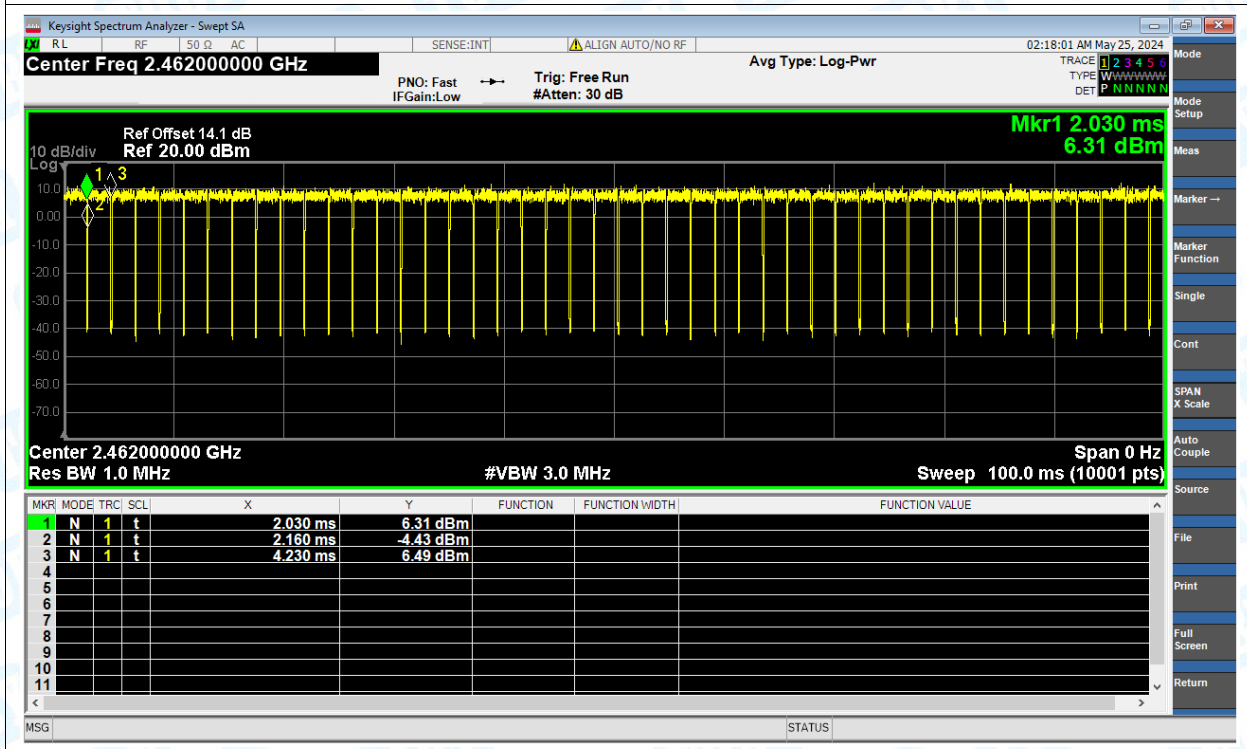 Keysight Spectrum Analyzer - Swept SA
LXI RL RF 50 Ω AC SENSE:INT ALIGN AUTO/NO RF 02:18:01 AM May 25, 2024
Center Freq 2.462000000 GHz
PNO: Fast
IFGain:Low
Trig: Free Run
#Atten: 30 dB
Avg Type: Log-Pwr
TRACE 1 2 3 4 5 6
TYPE WWWWWW
DET P N N N N N
Mkr1 2.030 ms
6.31 dBm
10 dB/div
Log
Ref Offset 14.1 dB
Ref 20.00 dBm
1 3
2
10.0
0.00
-10.0
-20.0
-30.0
-40.0
-50.0
-60.0
-70.0
Center 2.462000000 GHz Span 0 Hz
Res BW 1.0 MHz #VBW 3.0 MHz Sweep 100.0 ms (10001 pts)
MKR MODE TRC SCL X Y FUNCTION FUNCTION WIDTH FUNCTION VALUE
1 N 1 t 2.030 ms 6.31 dBm
2 N 1 t 2.160 ms -4.43 dBm
3 N 1 t 4.230 ms 6.49 dBm
4
5
6
7
8
9
10
11
MSG STATUS
Mode
Mode
Setup
Meas
Marker →
Marker
Function
Single
Cont
SPAN
X Scale
Auto
Couple
Source
File
Print
Full
Screen
Return